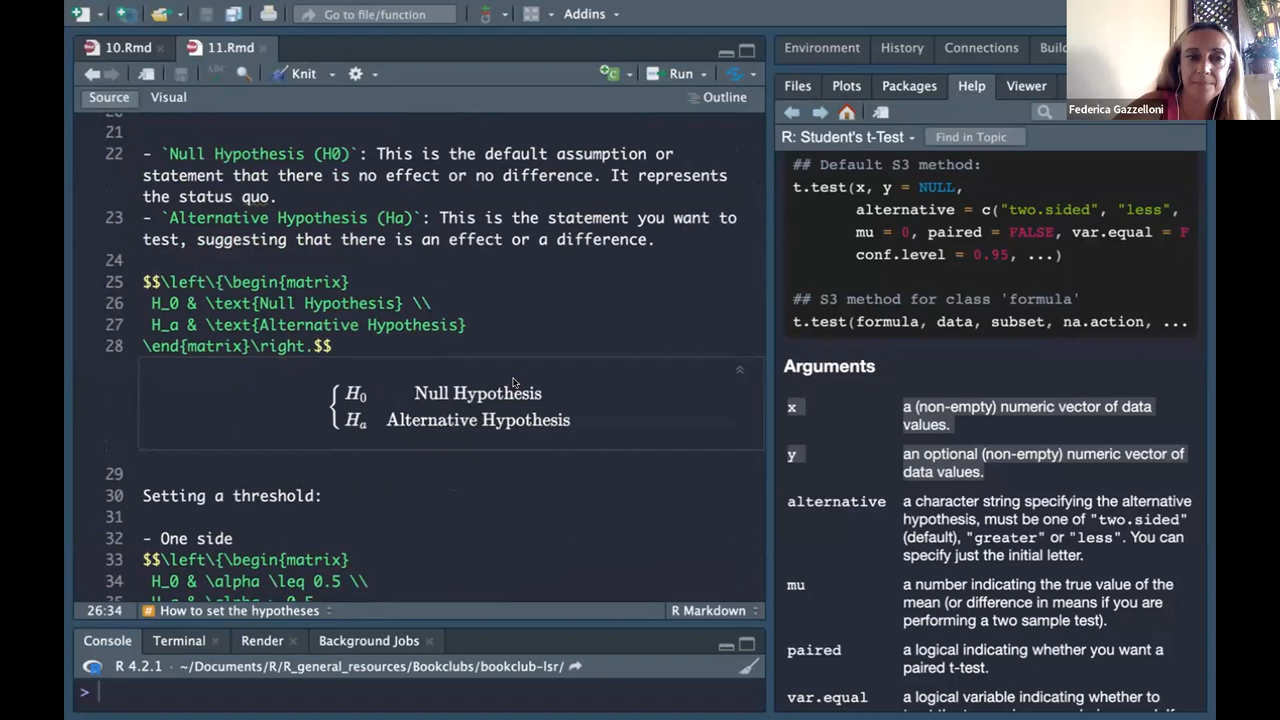 Go to file/function
Addins
10.Rmd
11.Rmd
Environment
History
Connections
Federica Gazzelloni
ABC
Knit
Run
Files
Plots
Packages
Help
Viewer
Source
Visual
Outline
R: Student's t-Test
Find in Topic
21
22 - `Null Hypothesis (H0)`: This is the default assumption or
statement that there is no effect or no difference. It represents
the status quo.
23 - `Alternative Hypothesis (Ha)`: This is the statement you want to
test, suggesting that there is an effect or a difference.
24
25 $$\left\{\begin{matrix}
26 H_0 & \text{Null Hypothesis} \\
27 H_a & \text{Alternative Hypothesis}
28 \end{matrix}\right.$$
H0 Null Hypothesis
Ha Alternative Hypothesis
29
30 Setting a threshold:
31
32 - One side
33 $$\left\{\begin{matrix}
34 H_0 & \alpha \leq 0.5 \\
26:34
# How to set the hypotheses
R Markdown
Console
Terminal
Render
Background Jobs
R 4.2.1 · ~/Documents/R/R_general_resources/Bookclubs/bookclub-lsr/
>
## Default S3 method:
t.test(x, y = NULL,
alternative = c("two.sided", "less",
mu = 0, paired = FALSE, var.equal = F
conf.level = 0.95, ...)
## S3 method for class 'formula'
t.test(formula, data, subset, na.action, ...
Arguments
x a (non-empty) numeric vector of data
values.
y an optional (non-empty) numeric vector of
data values.
alternative a character string specifying the alternative
hypothesis, must be one of "two.sided"
(default), "greater" or "less". You can
specify just the initial letter.
mu a number indicating the true value of the
mean (or difference in means if you are
performing a two sample test).
paired a logical indicating whether you want a
paired t-test.
var.equal a logical variable indicating whether to